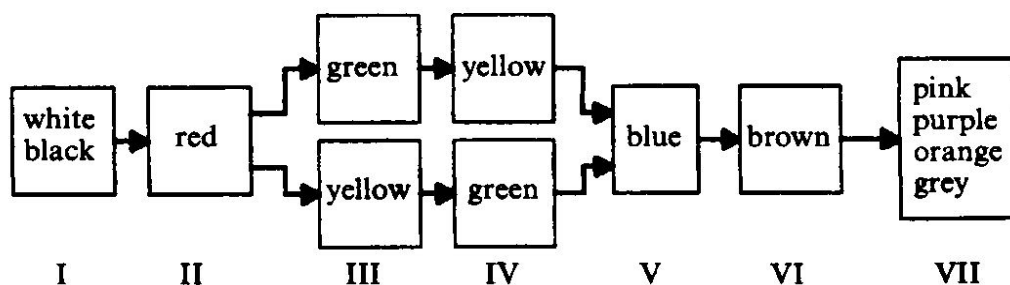 white
black
red
green
yellow
yellow
green
blue
brown
pink
purple
orange
grey
I II III IV V VI VII